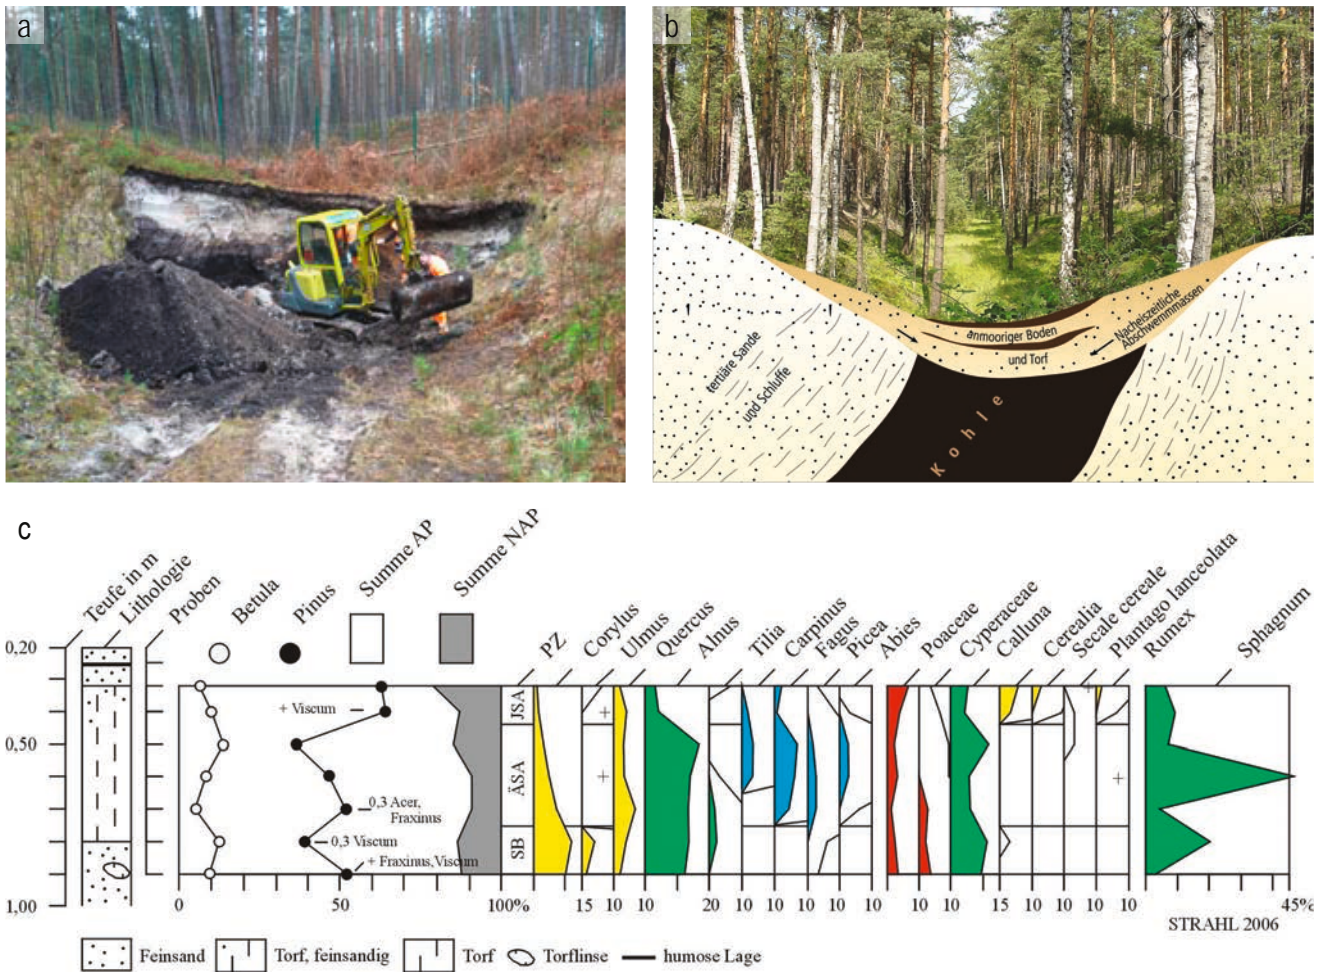 a
b
anmooriger Boden
und Torf
Nacheiszeitliche
Abschwemmmassen
tertiäre Sande
und Schluffe
Kohle
c
Teufe in m
Lithologie
Proben
Betula
Pinus
Summe AP
Summe NAP
PZ
Corylus
Ulmus
Quercus
Alnus
Tilia
Carpinus
Fagus
Picea
Abies
Poaceae
Cyperaceae
Calluna
Cerealia
Secale cereale
Plantago lanceolata
Rumex
Sphagnum
0,20
0,50
1,00
+ Viscum
0,3 Acer,
Fraxinus
0,3 Viscum
+ Fraxinus, Viscum
JSA
ÄSA
SB
+
+
+
+
0 50 100% 15 10 20 10 10 10 10 10 10 10 15 10 10 10 45%
STRAHL 2006
Feinsand Torf, feinsandig Torf Torflinse humose Lage